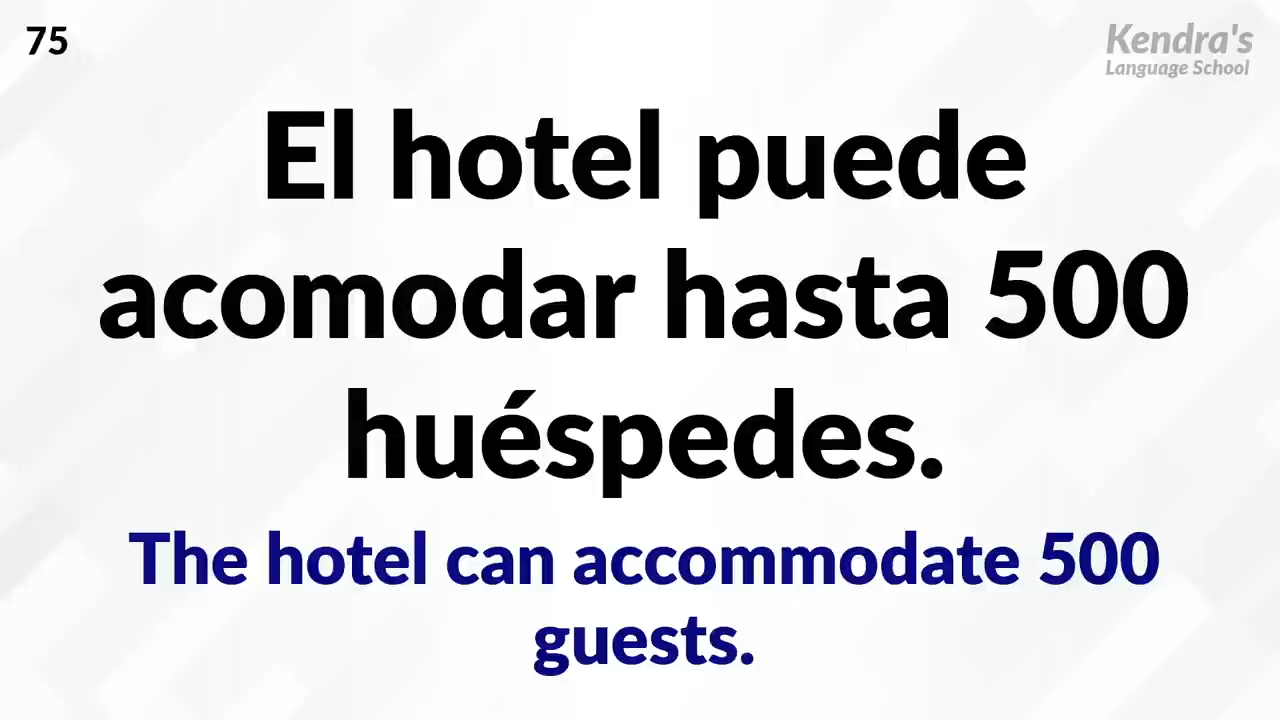 75
Kendra's
Language School
El hotel puede
acomodar hasta 500
huéspedes.
The hotel can accommodate 500
guests.